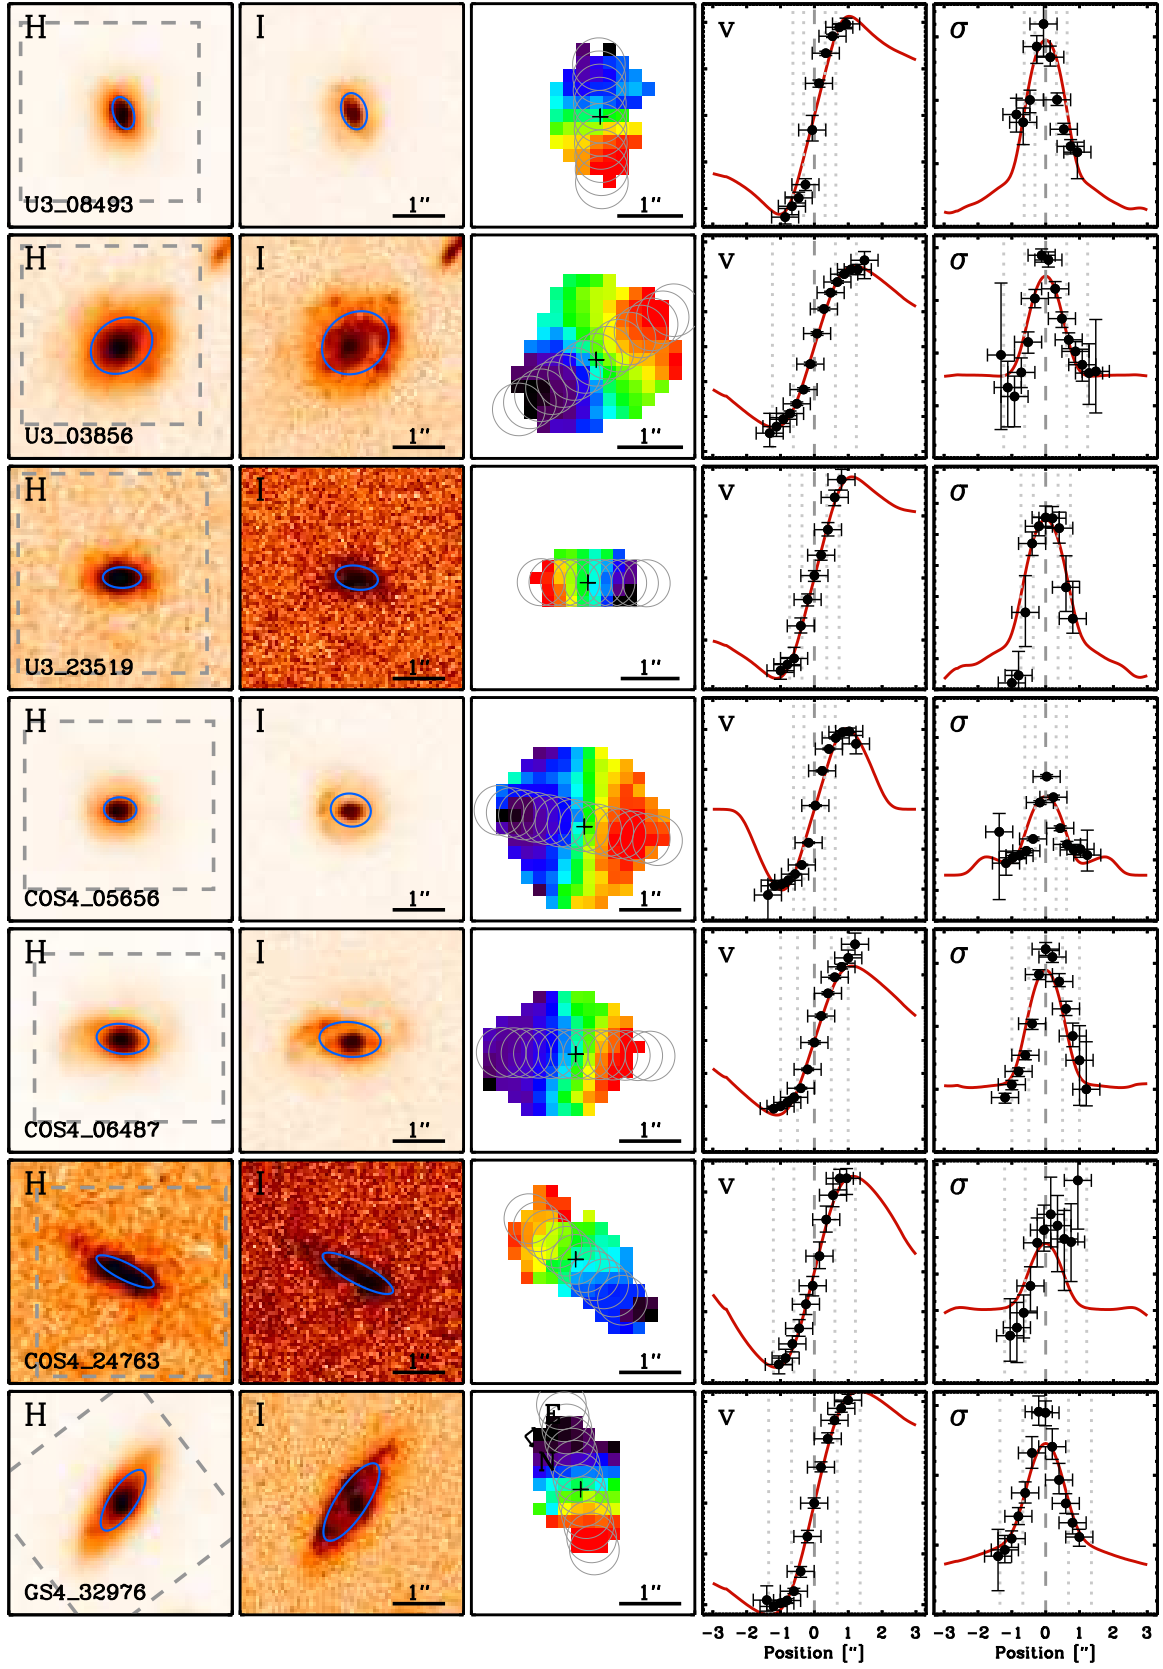 H I v σ
U3_08493 1″ 1″
H I v σ
U3_03856 1″ 1″
H I v σ
U3_23519 1″ 1″
H I v σ
COS4_05656 1″ 1″
H I v σ
COS4_06487 1″ 1″
H I v σ
COS4_24763 1″ 1″
H I E v σ
N
GS4_32976 1″ 1″
-3 -2 -1 0 1 2 3 -3 -2 -1 0 1 2 3
Position [″] Position [″]